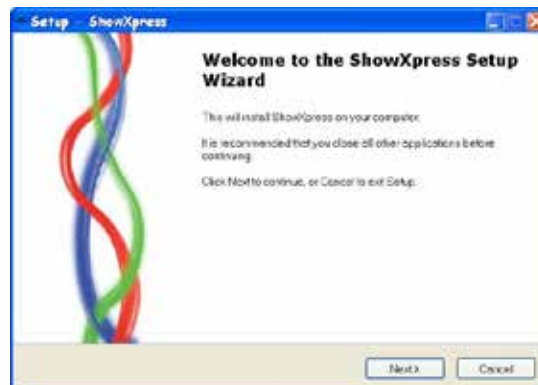 Setup - ShowXpress
Welcome to the ShowXpress Setup
Wizard
This will install ShowXpress on your computer.
It is recommended that you close all other applications before
continuing.
Click Next to continue, or Cancel to exit Setup.
Next >
Cancel